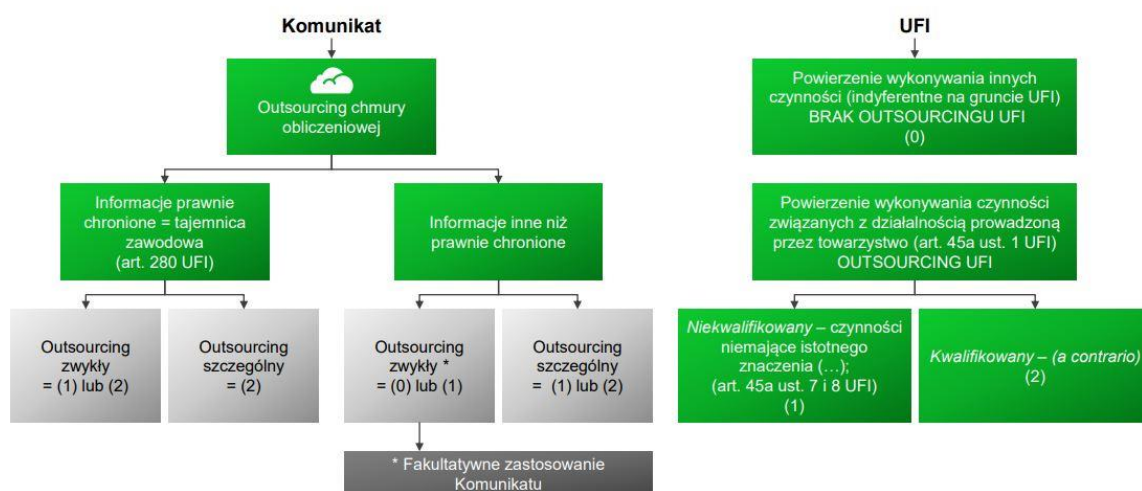 Komunikat
Outsourcing chmury
obliczeniowej
Informacje prawnie
chronione = tajemnica
zawodowa
(art. 280 UFI)
Informacje inne niż
prawnie chronione
Outsourcing
zwykły
= (1) lub (2)
Outsourcing
szczególny
= (2)
Outsourcing
zwykły *
= (0) lub (1)
Outsourcing
szczególny
= (1) lub (2)
* Fakultatywne zastosowanie
Komunikatu
UFI
Powierzenie wykonywania innych
czynności (indyferentne na gruncie UFI)
BRAK OUTSOURCINGU UFI
(0)
Powierzenie wykonywania czynności
związanych z działalnością prowadzoną
przez towarzystwo (art. 45a ust. 1 UFI)
OUTSOURCING UFI
Niekwalifikowany – czynności
niemające istotnego
znaczenia (…);
(art. 45a ust. 7 i 8 UFI)
(1)
Kwalifikowany – (a contrario)
(2)